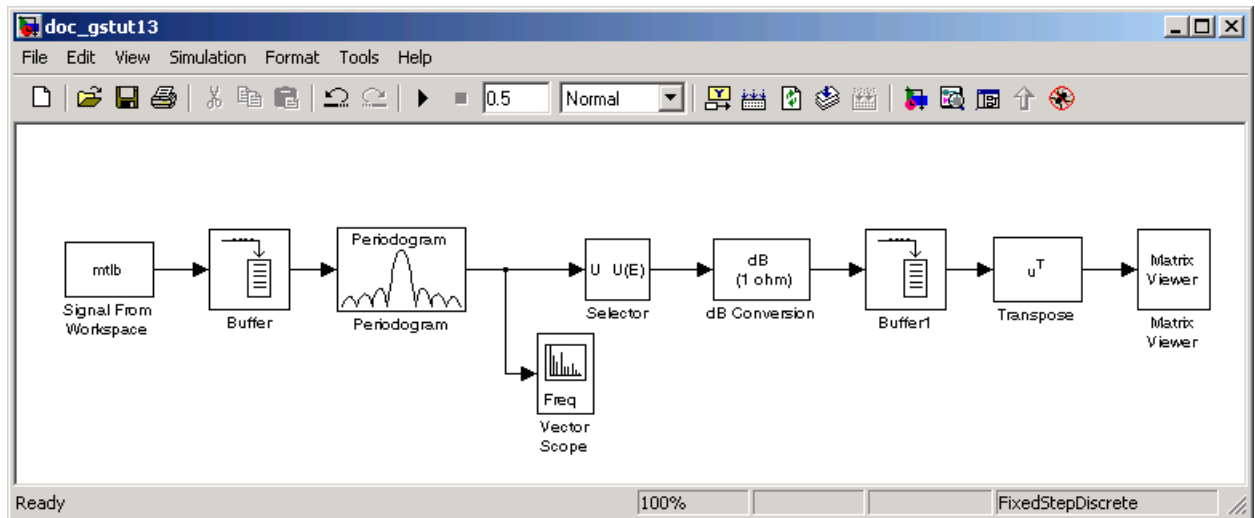 doc_gstut13
File Edit View Simulation Format Tools Help
0.5 Normal
mtlb
Signal From
Workspace
Buffer
Periodogram
Periodogram
U U(E)
Selector
dB
(1 ohm)
dB Conversion
Buffer1
u^T
Transpose
Matrix
Viewer
Matrix
Viewer
Freq
Vector
Scope
Ready 100% FixedStepDiscrete